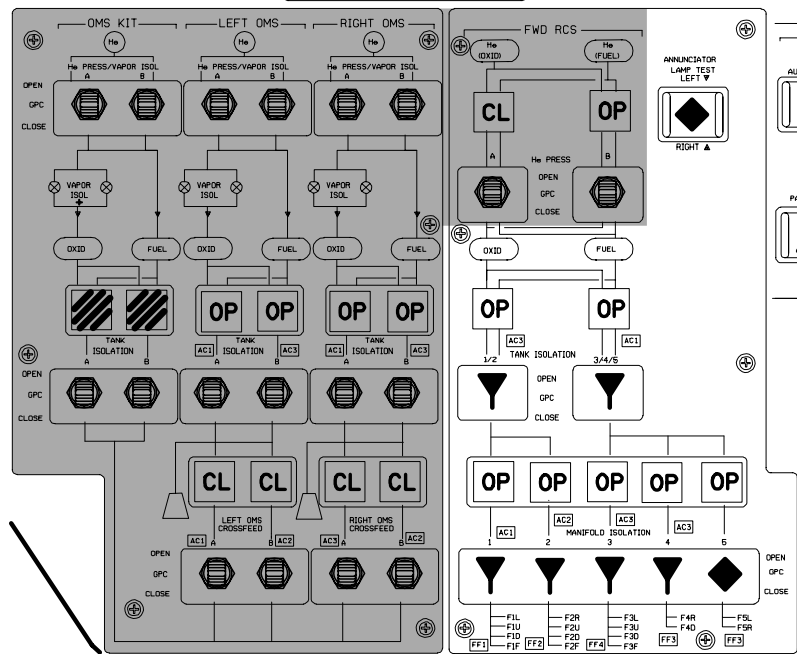 OMS KIT
LEFT OMS
RIGHT OMS
He
He
He
He PRESS/VAPOR ISOL
He PRESS/VAPOR ISOL
He PRESS/VAPOR ISOL
A B
A B
A B
OPEN
GPC
CLOSE
VAPOR
ISOL
VAPOR
ISOL
VAPOR
ISOL
OXID
FUEL
OXID
FUEL
OXID
FUEL
OP OP
OP OP
TANK
ISOLATION
A B
AC1
TANK
ISOLATION
AC3
A B
AC1
TANK
ISOLATION
AC3
A B
OPEN
GPC
CLOSE
CL CL
CL CL
LEFT OMS
CROSSFEED
AC1 A
B AC2
RIGHT OMS
CROSSFEED
AC3 A
B AC2
OPEN
GPC
CLOSE
FWD RCS
He
(OXID)
He
(FUEL)
CL
OP
A
He PRESS
B
OPEN
GPC
CLOSE
OXID
FUEL
OP
OP
AC3
AC1
1/2
TANK ISOLATION
3/4/5
OPEN
GPC
CLOSE
OP OP OP OP OP
AC1
AC2
AC3
AC3
MANIFOLD ISOLATION
1 2 3 4 5
OPEN
GPC
CLOSE
F1L
F1U
F1D
F1F
FF1
F2R
F2U
F2D
F2F
FF2
F3L
F3U
F3D
F3F
FF4
F4R
F4D
FF3
F5L
F5R
FF3
ANNUNCIATOR
LAMP TEST
LEFT ▼
RIGHT ▲
AU
PA